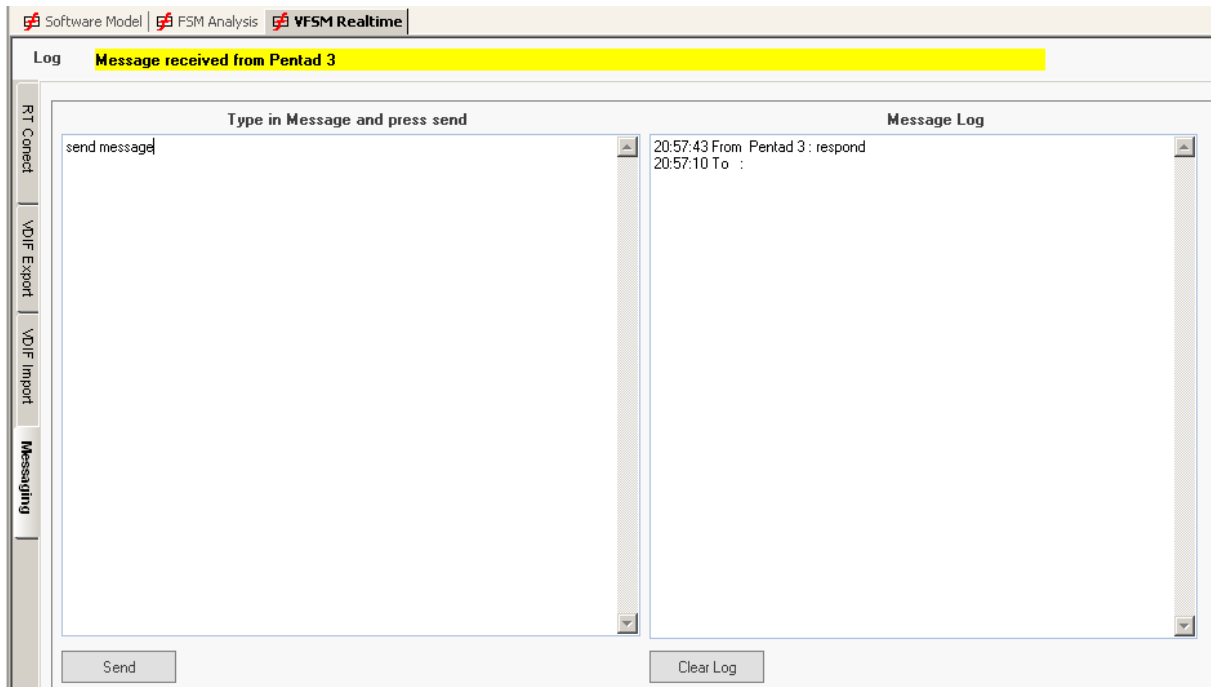 Software Model
FSM Analysis
VFSM Realtime
Log
Message received from Pentad 3
RT Conect
VDIF Export
VDIF Import
Messaging
Type in Message and press send
send message
Send
Message Log
20:57:43 From Pentad 3 : respond
20:57:10 To :
Clear Log